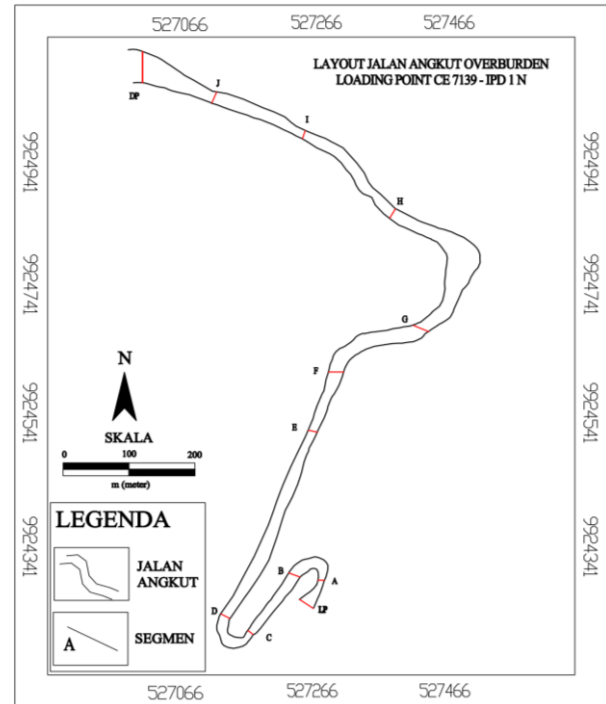 527066 527266 527466
LAYOUT JALAN ANGKUT OVERBURDEN
LOADING POINT CE 7139 - IPD 1 N
DP
J
I
H
G
F
E
D
C
B
A
LP
9924941
9924741
9924541
9924341
9924941
9924741
9924541
9924341
N
SKALA
0 100 200
m (meter)
LEGENDA
JALAN
ANGKUT
A
SEGMEN
527066 527266 527466